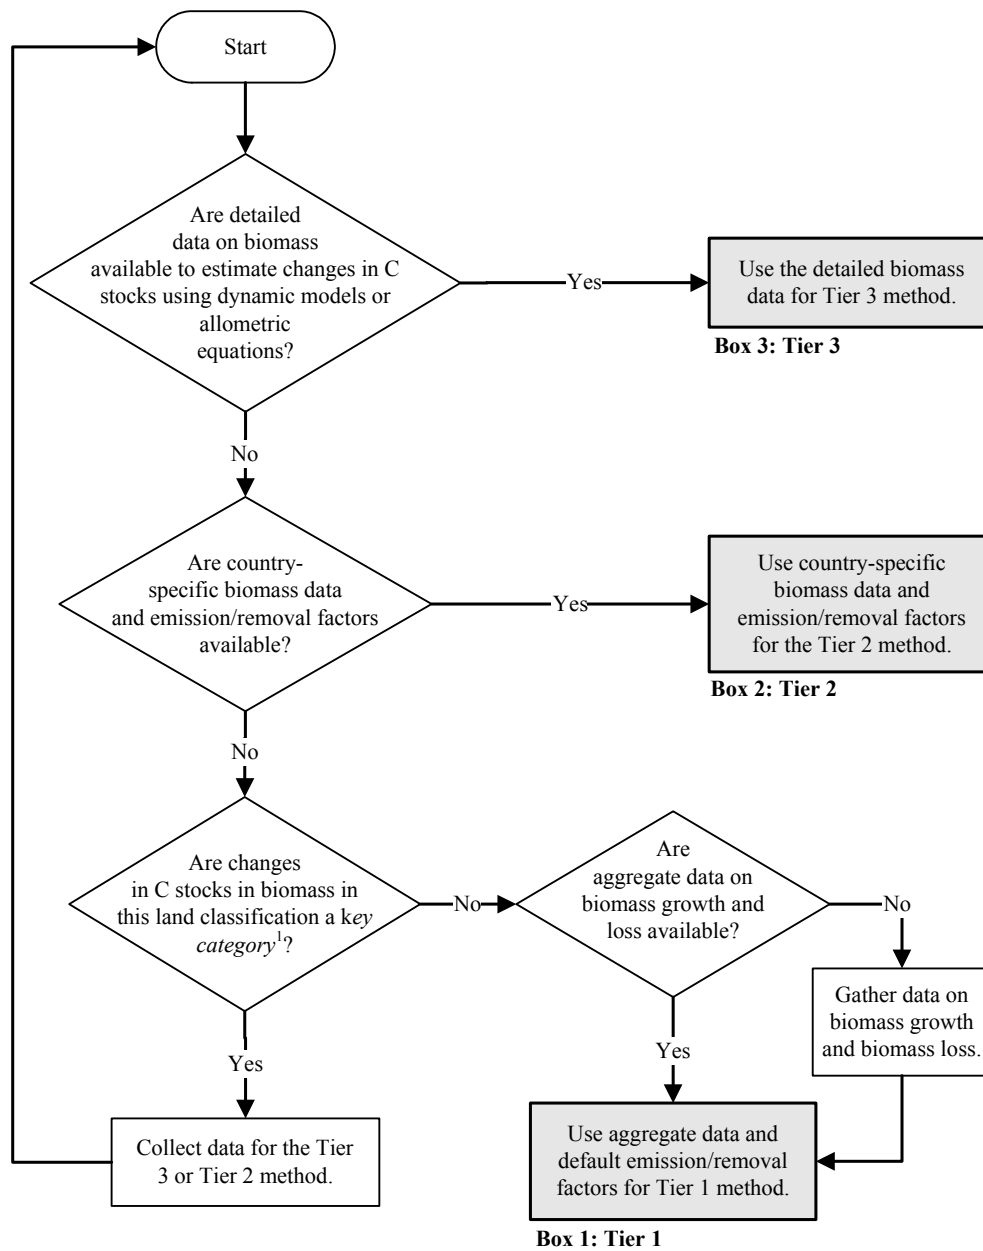 Start
Are detailed
data on biomass
available to estimate changes in C
stocks using dynamic models or
allometric
equations?
Yes
Use the detailed biomass
data for Tier 3 method.
Box 3: Tier 3
No
Are country-
specific biomass data
and emission/removal factors
available?
Yes
Use country-specific
biomass data and
emission/removal factors
for the Tier 2 method.
Box 2: Tier 2
No
Are changes
in C stocks in biomass in
this land classification a key
category¹?
No
Are
aggregate data on
biomass growth and
loss available?
No
Gather data on
biomass growth
and biomass loss.
Yes
Yes
Collect data for the Tier
3 or Tier 2 method.
Use aggregate data and
default emission/removal
factors for Tier 1 method.
Box 1: Tier 1